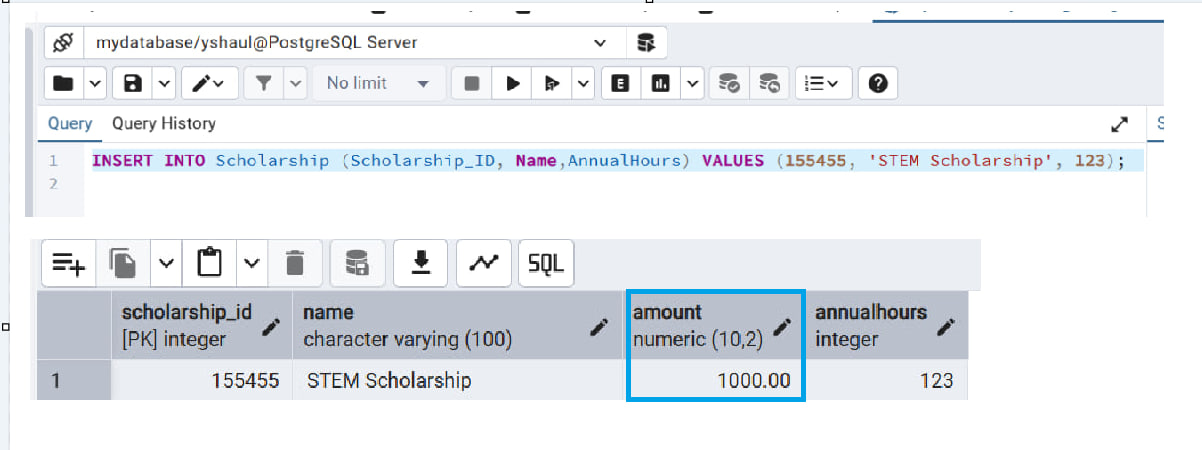 mydatabase/yshaul@PostgreSQL Server
No limit
E
Query Query History
1 INSERT INTO Scholarship (Scholarship_ID, Name,AnnualHours) VALUES (155455, 'STEM Scholarship', 123);
2
SQL
scholarship_id name amount annualhours
[PK] integer character varying (100) numeric (10,2) integer
1 155455 STEM Scholarship 1000.00 123